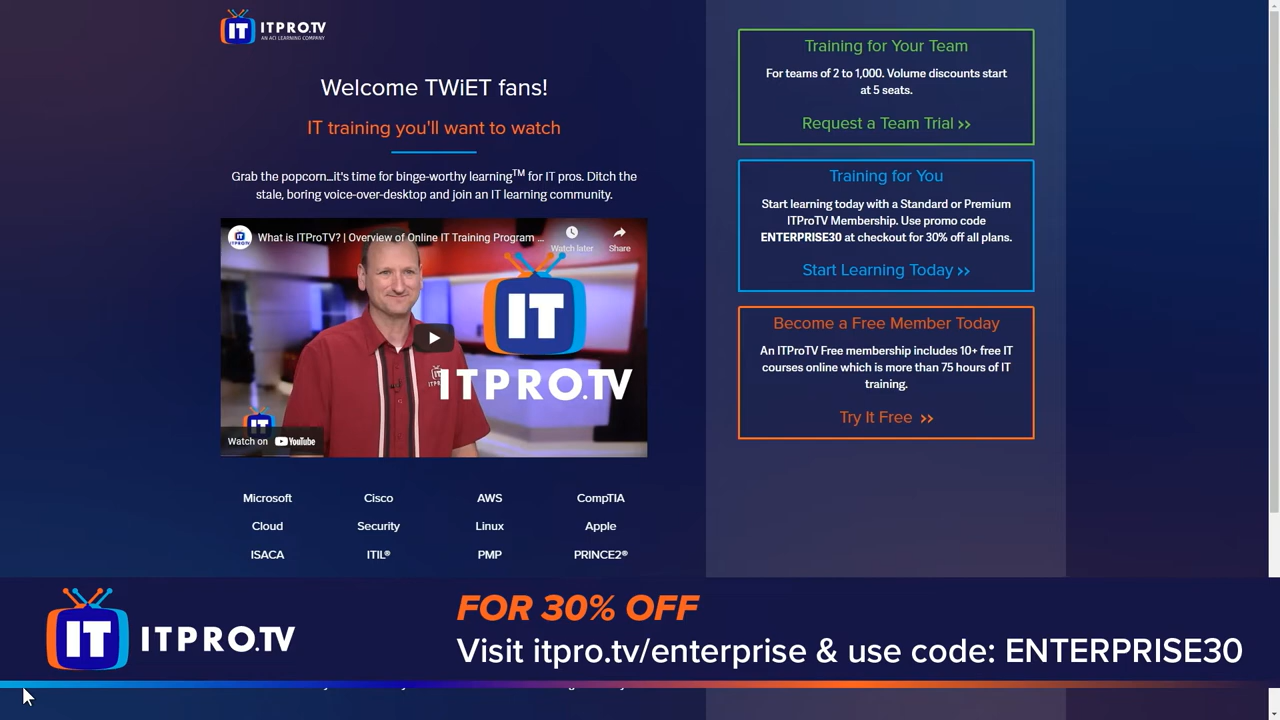 IT ITPRO.TV
AN ACI LEARNING COMPANY
Welcome TWiET fans!
IT training you'll want to watch
Grab the popcorn...it's time for binge-worthy learning™ for IT pros. Ditch the
stale, boring voice-over-desktop and join an IT learning community.
ITPROTV
What is ITProTV? | Overview of Online IT Training Program ...
Watch later
Share
IT
ITPRO.TV
Watch on YouTube
Microsoft
Cisco
AWS
CompTIA
Cloud
Security
Linux
Apple
ISACA
ITIL®
PMP
PRINCE2®
Training for Your Team
For teams of 2 to 1,000. Volume discounts start
at 5 seats.
Request a Team Trial >>
Training for You
Start learning today with a Standard or Premium
ITProTV Membership. Use promo code
ENTERPRISE30 at checkout for 30% off all plans.
Start Learning Today >>
Become a Free Member Today
An ITProTV Free membership includes 10+ free IT
courses online which is more than 75 hours of IT
training.
Try It Free >>
IT ITPRO.TV
FOR 30% OFF
Visit itpro.tv/enterprise & use code: ENTERPRISE30